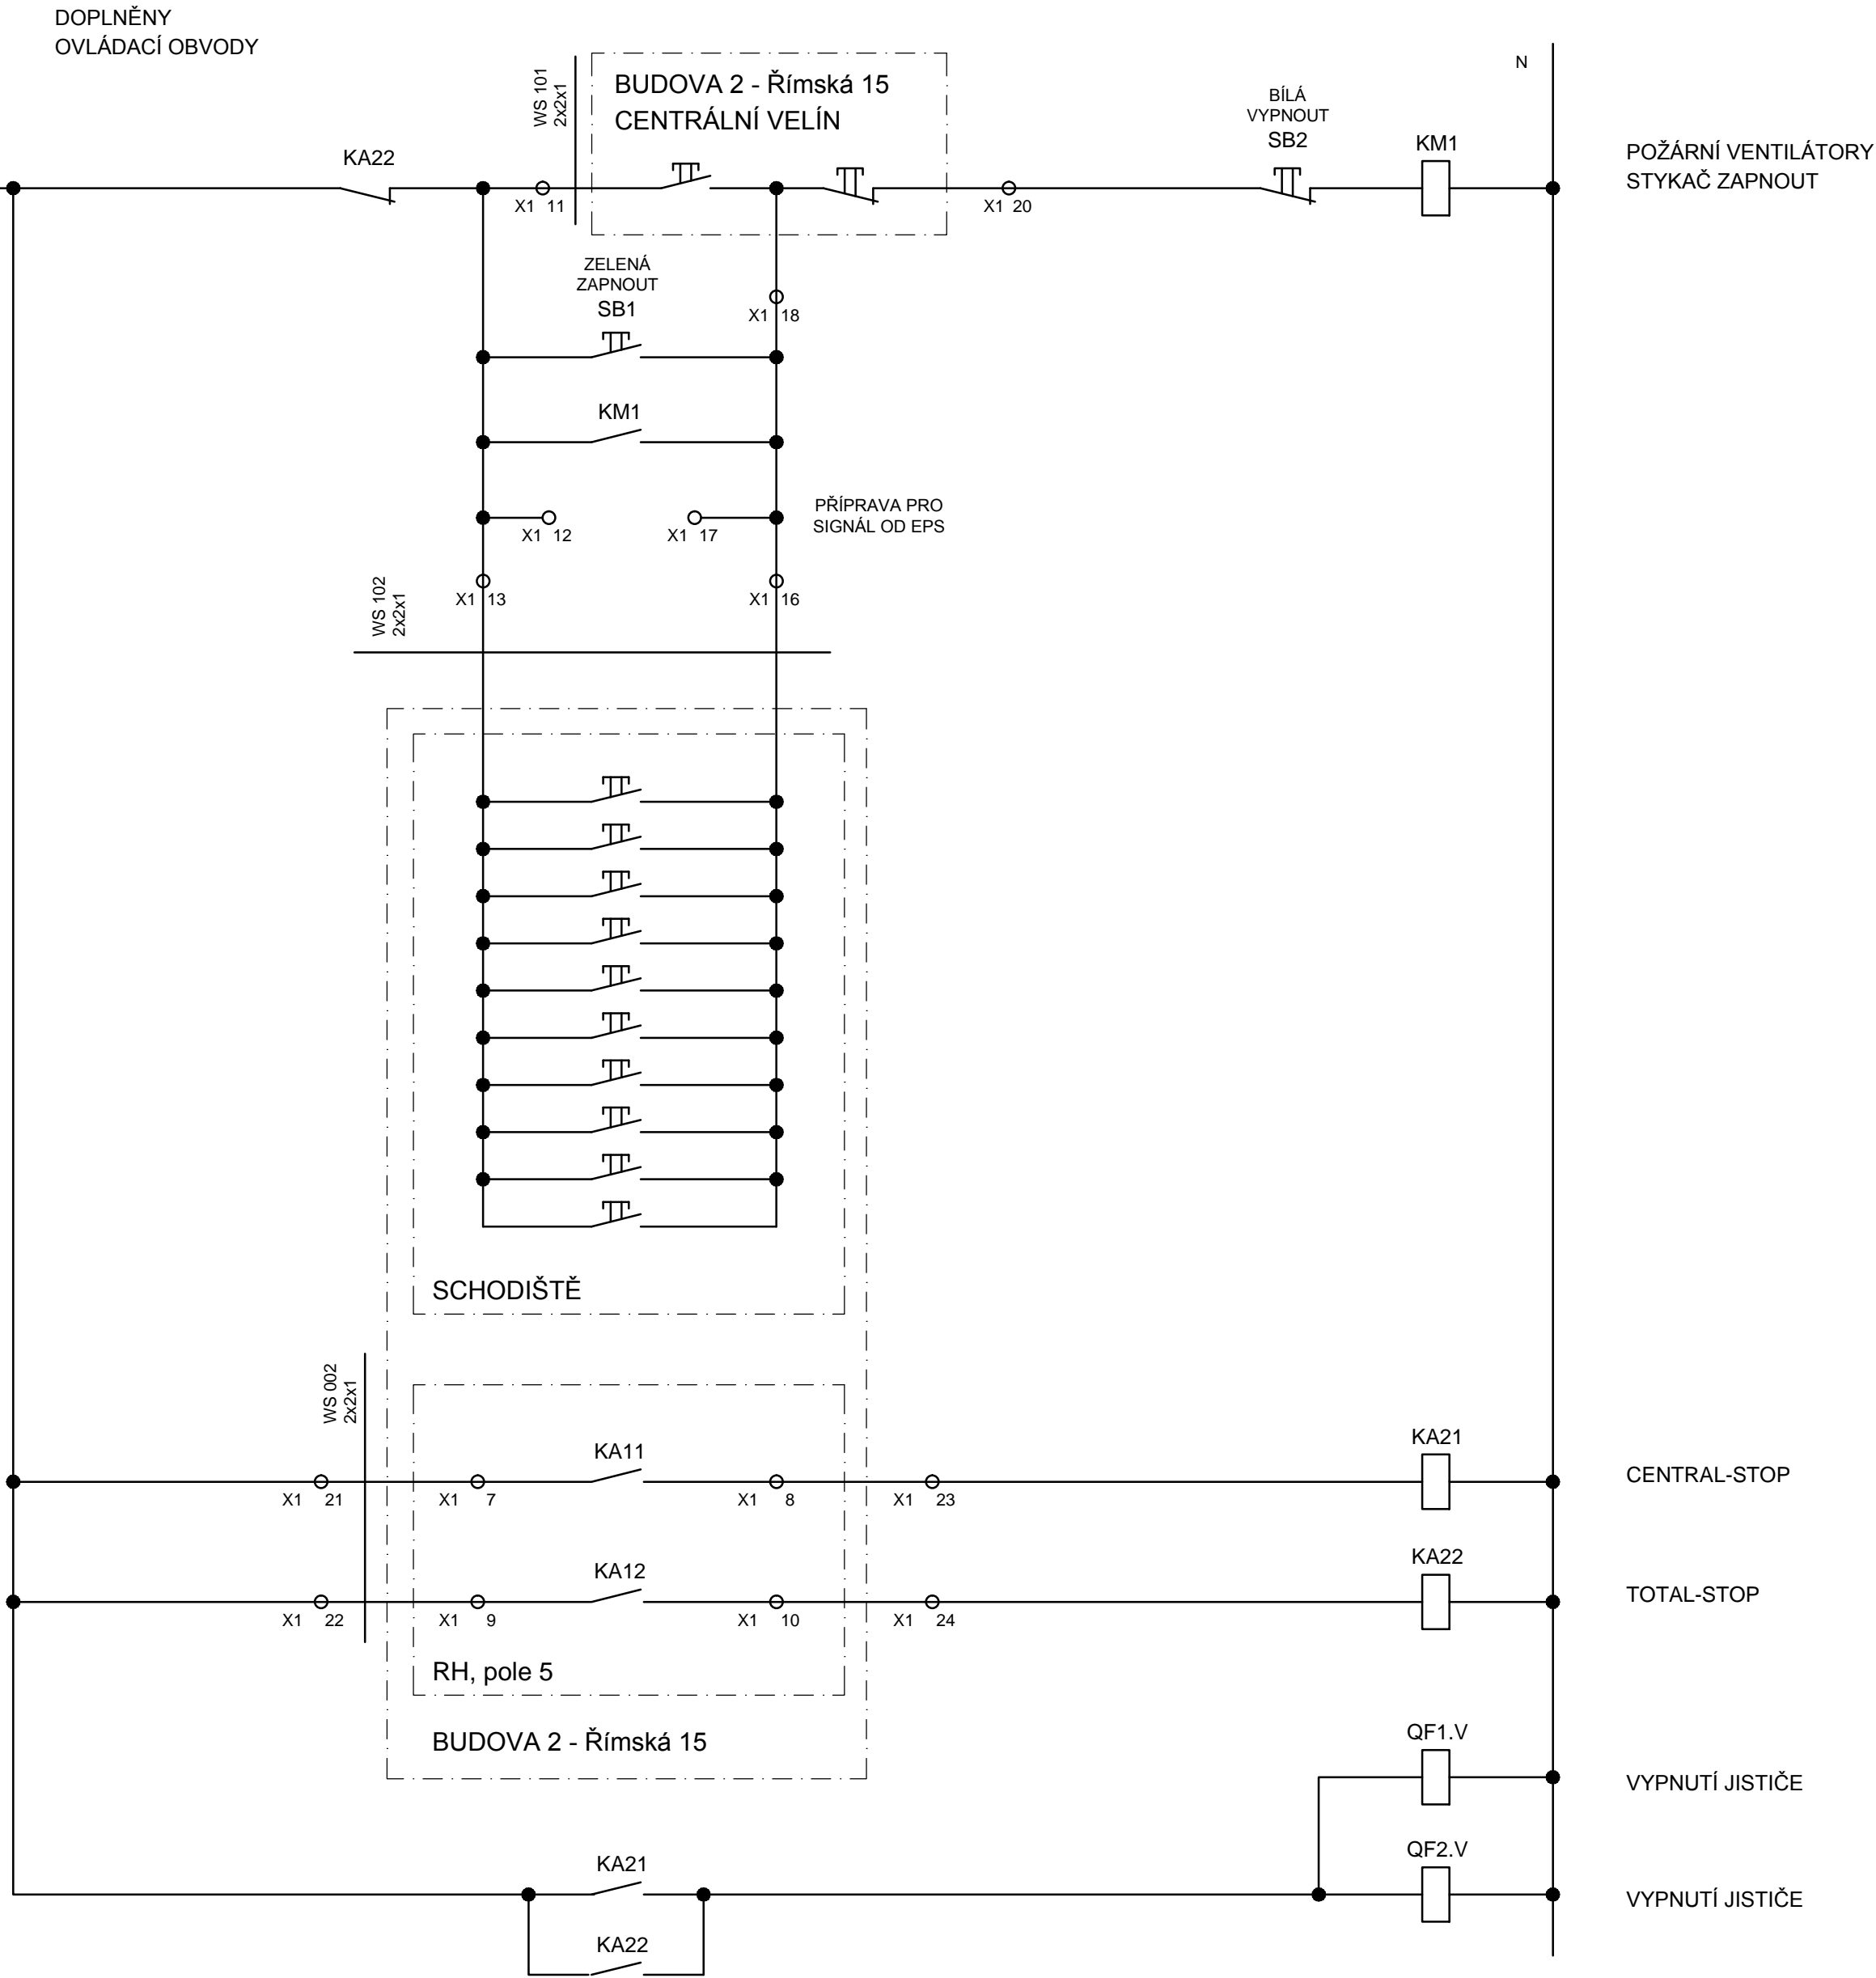 DOPLNĚNY
OVLÁDACÍ OBVODY
WS 101
2x2x1
BUDOVA 2 - Římská 15
CENTRÁLNÍ VELÍN
N
BÍLÁ
VYPNOUT
SB2
KM1
POŽÁRNÍ VENTILÁTORY
STYKAČ ZAPNOUT
KA22
X1 11
X1 20
ZELENÁ
ZAPNOUT
SB1
X1 18
KM1
PŘÍPRAVA PRO
SIGNÁL OD EPS
X1 12
X1 17
WS 102
2x2x1
X1 13
X1 16
SCHODIŠTĚ
WS 002
2x2x1
KA11
KA21
CENTRAL-STOP
X1 21
X1 7
X1 8
X1 23
KA12
KA22
TOTAL-STOP
X1 22
X1 9
X1 10
X1 24
RH, pole 5
BUDOVA 2 - Římská 15
QF1.V
VYPNUTÍ JISTIČE
KA21
QF2.V
VYPNUTÍ JISTIČE
KA22